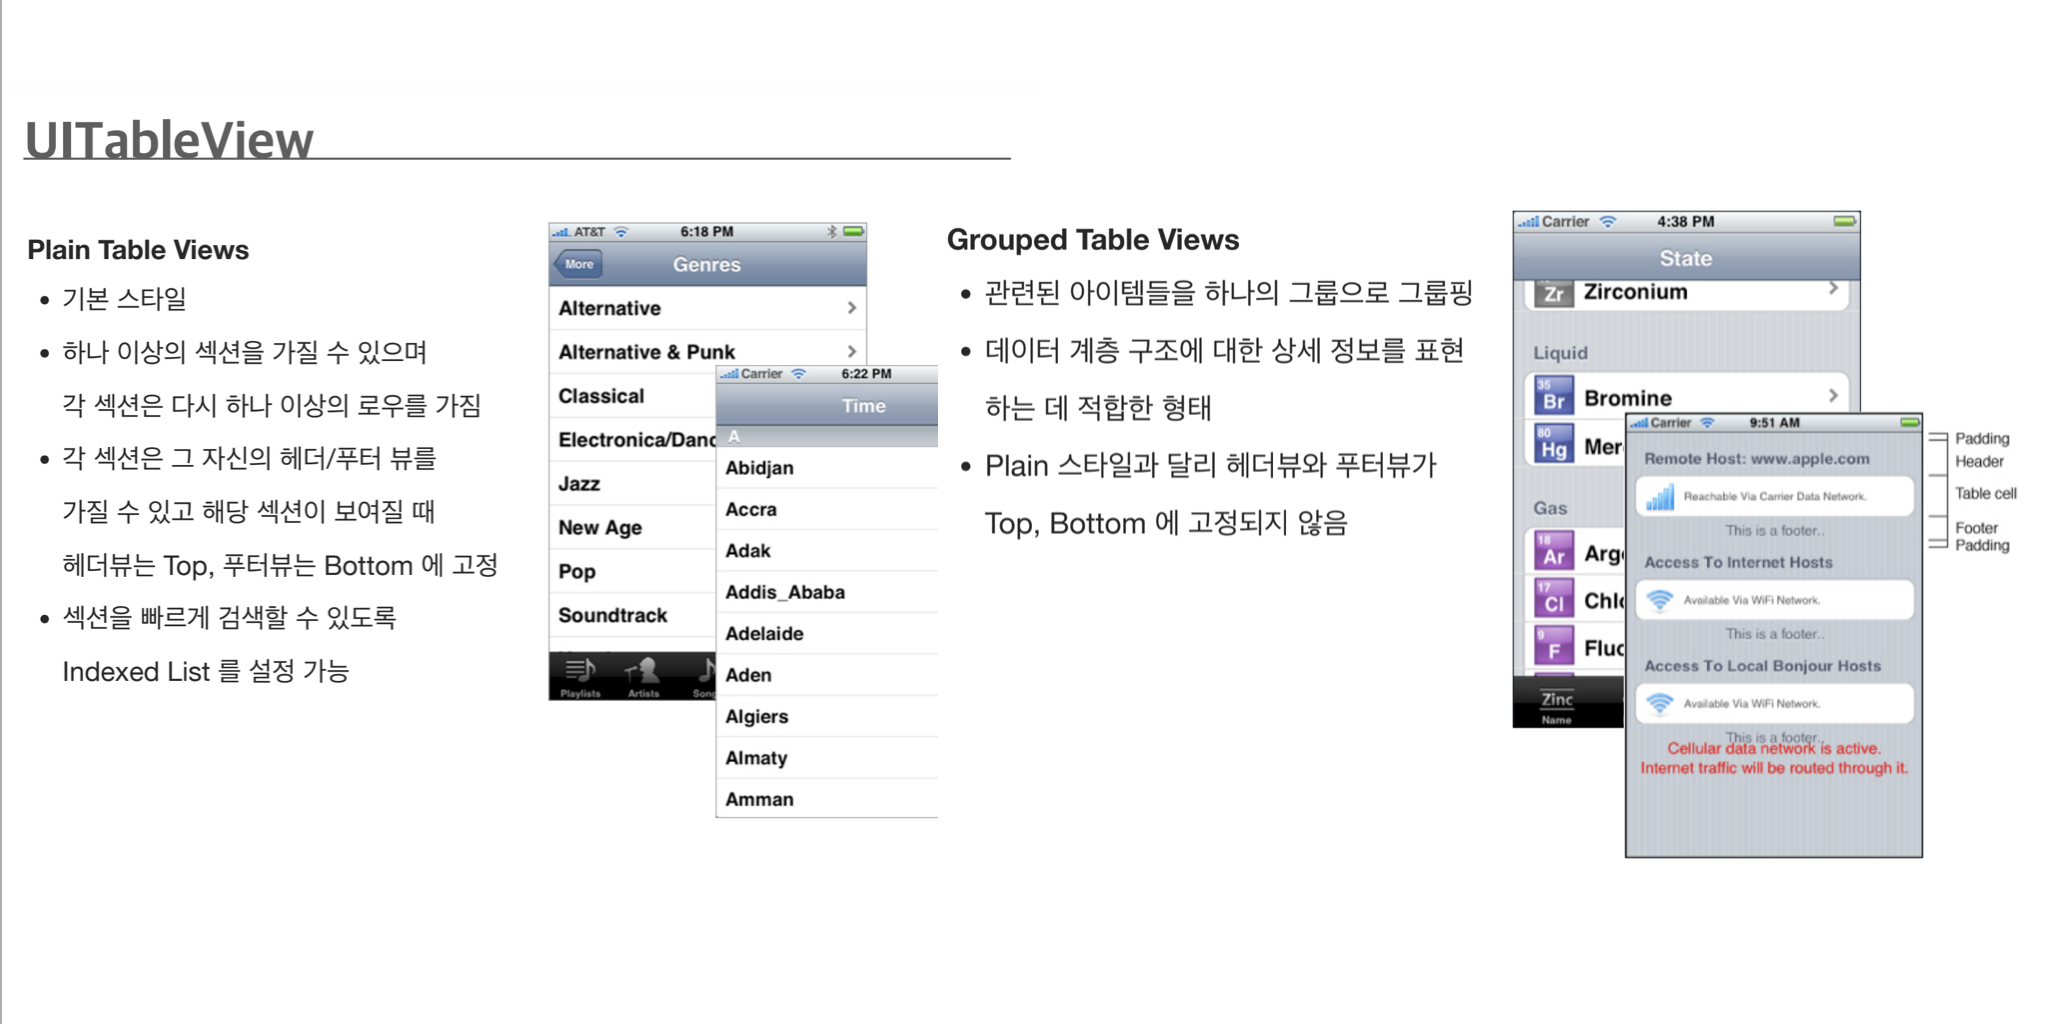 UITableView
Plain Table Views
• 기본 스타일
• 하나 이상의 섹션을 가질 수 있으며
각 섹션은 다시 하나 이상의 로우를 가짐
• 각 섹션은 그 자신의 헤더/푸터 뷰를
가질 수 있고 해당 섹션이 보여질 때
헤더뷰는 Top, 푸터뷰는 Bottom 에 고정
• 섹션을 빠르게 검색할 수 있도록
Indexed List 를 설정 가능
AT&T 6:18 PM
More Genres
Alternative
Alternative & Punk
Classical
Electronica/Danc
Jazz
New Age
Pop
Soundtrack
Playlists Artists Song
Carrier 6:22 PM
Time
A
Abidjan
Accra
Adak
Addis_Ababa
Adelaide
Aden
Algiers
Almaty
Amman
Grouped Table Views
• 관련된 아이템들을 하나의 그룹으로 그룹핑
• 데이터 계층 구조에 대한 상세 정보를 표현
하는 데 적합한 형태
• Plain 스타일과 달리 헤더뷰와 푸터뷰가
Top, Bottom 에 고정되지 않음
Carrier 4:38 PM
State
Zr Zirconium
Liquid
35 Br Bromine
80 Hg Mer
Gas
18 Ar Arg
17 Cl Chl
9 F Fluo
Zinc
Name
Carrier 9:51 AM
Remote Host: www.apple.com
Reachable Via Carrier Data Network.
This is a footer..
Access To Internet Hosts
Available Via WiFi Network.
This is a footer..
Access To Local Bonjour Hosts
Available Via WiFi Network.
This is a footer..
Cellular data network is active.
Internet traffic will be routed through it.
Padding
Header
Table cell
Footer
Padding